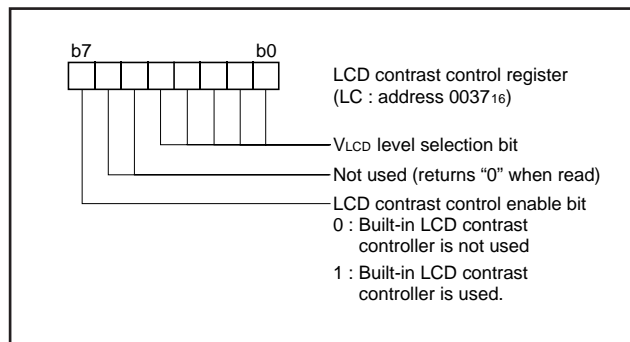 b7 b0
LCD contrast control register
(LC : address 003716)
VLCD level selection bit
Not used (returns “0” when read)
LCD contrast control enable bit
0 : Built-in LCD contrast
controller is not used
1 : Built-in LCD contrast
controller is used.